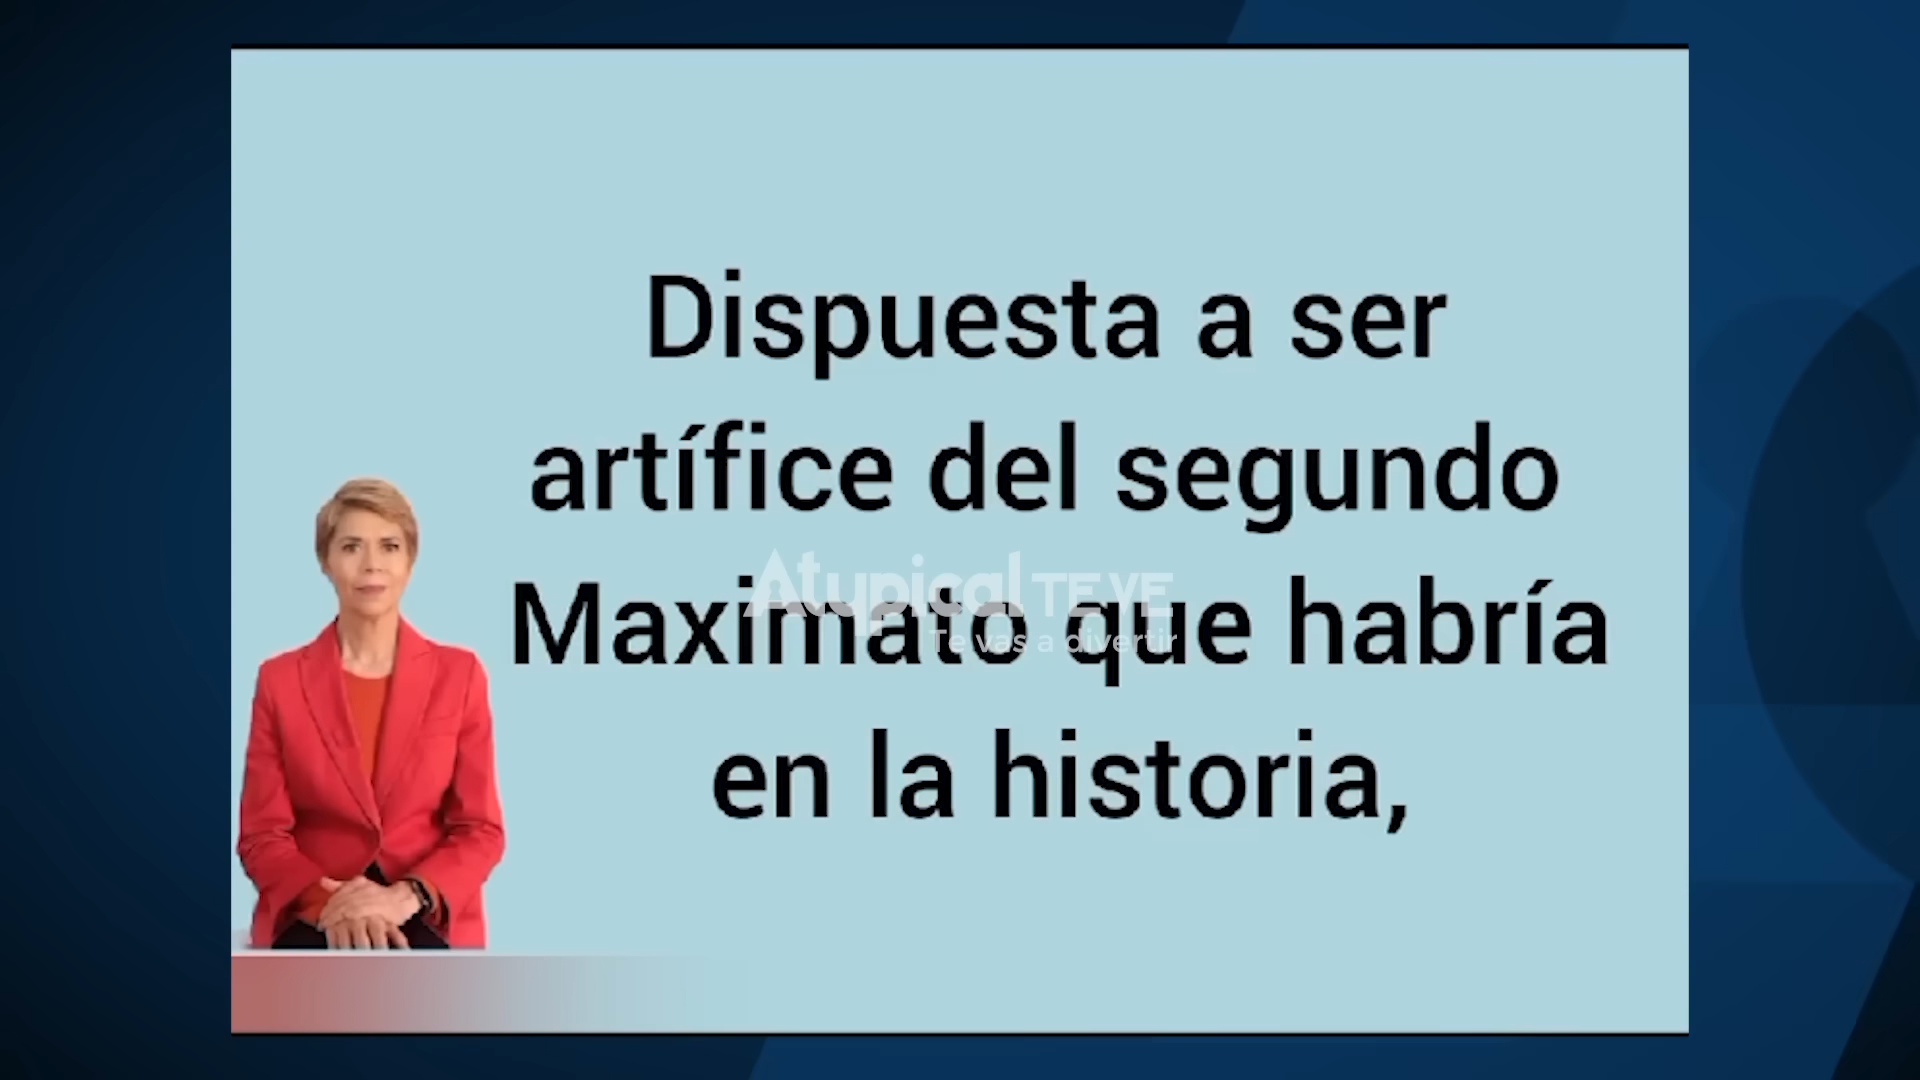 Dispuesta a ser
artífice del segundo
Maximato que habría
en la historia,
Atypical TE VE
Te vas a divertir